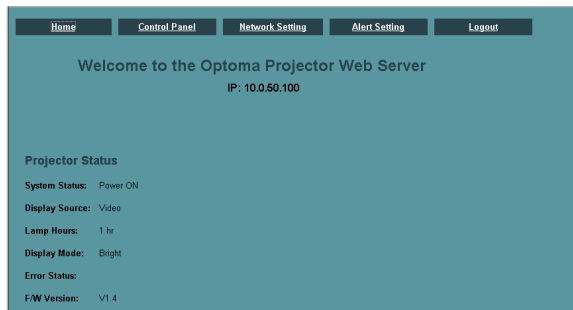 Home Control Panel Network Setting Alert Setting Logout
Welcome to the Optoma Projector Web Server
IP: 10.0.50.100
Projector Status
System Status: Power ON
Display Source: Video
Lamp Hours: 1 hr
Display Mode: Bright
Error Status:
F/W Version: V1.4